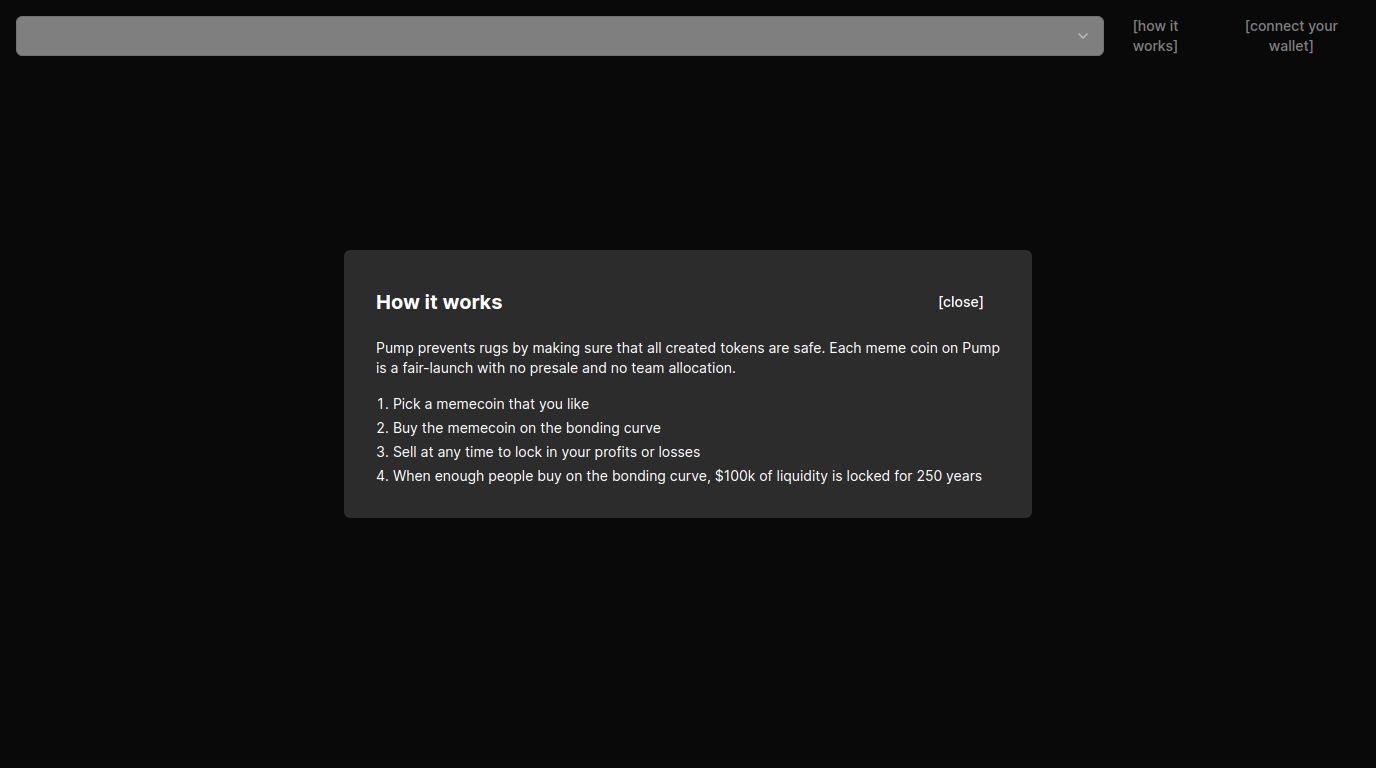 [how it
works]
[connect your
wallet]
How it works
[close]
Pump prevents rugs by making sure that all created tokens are safe. Each meme coin on Pump
is a fair-launch with no presale and no team allocation.
1. Pick a memecoin that you like
2. Buy the memecoin on the bonding curve
3. Sell at any time to lock in your profits or losses
4. When enough people buy on the bonding curve, $100k of liquidity is locked for 250 years